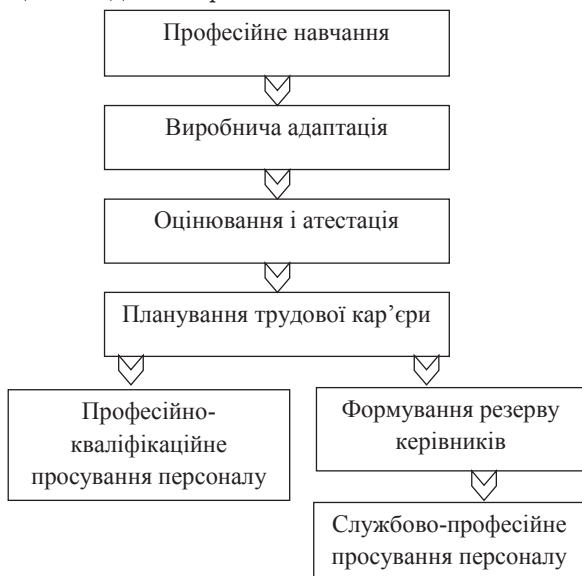 Професійне навчання
Виробнича адаптація
Оцінювання і атестація
Планування трудової кар’єри
Професійно-
кваліфікаційне
просування персоналу
Формування резерву
керівників
Службово-професійне
просування персоналу